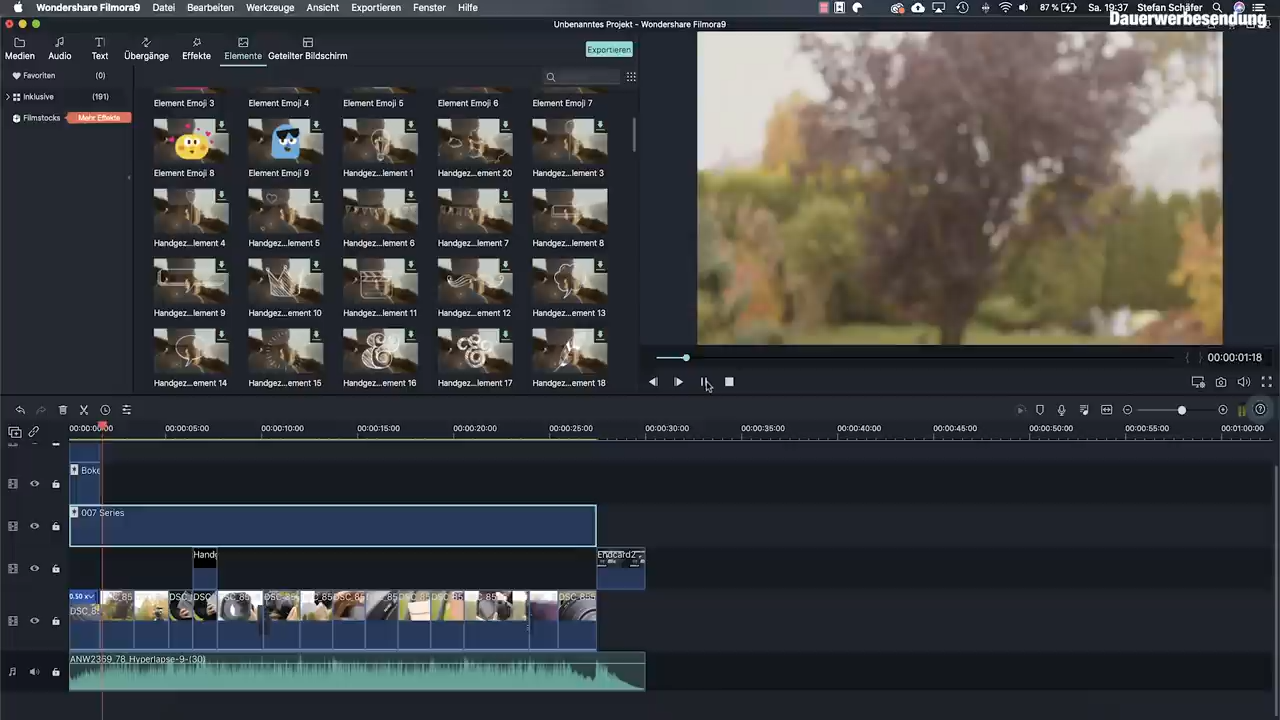 Wondershare Filmora9 Datei Bearbeiten Werkzeuge Ansicht Exportieren Fenster Hilfe 87 % Sa. 19:37 Stefan Schäfer
Unbenanntes Projekt - Wondershare Filmora9
Dauerwerbesendung
Medien Audio Text Übergänge Effekte Elemente Geteilter Bildschirm Exportieren
Favoriten (0)
Inklusive (191)
Filmstocks Mehr Effekte
Element Emoji 3 Element Emoji 4 Element Emoji 5 Element Emoji 6 Element Emoji 7
Element Emoji 8 Element Emoji 9 Handgez...lement 1 Handgez...ement 20 Handgez...lement 3
Handgez...lement 4 Handgez...lement 5 Handgez...lement 6 Handgez...lement 7 Handgez...lement 8
Handgez...lement 9 Handgez...ement 10 Handgez...ement 11 Handgez...ement 12 Handgez...ement 13
Handgez...ement 14 Handgez...ement 15 Handgez...ement 16 Handgez...ement 17 Handgez...ement 18
00:00:01:18
00:00:00:00 00:00:05:00 00:00:10:00 00:00:15:00 00:00:20:00 00:00:25:00 00:00:30:00 00:00:35:00 00:00:40:00 00:00:45:00 00:00:50:00 00:00:55:00 00:01:00:00
Boke
007 Series
Handg
Endcard2
0.50 x
ANW2359_78_Hyperlapse-9-(30)